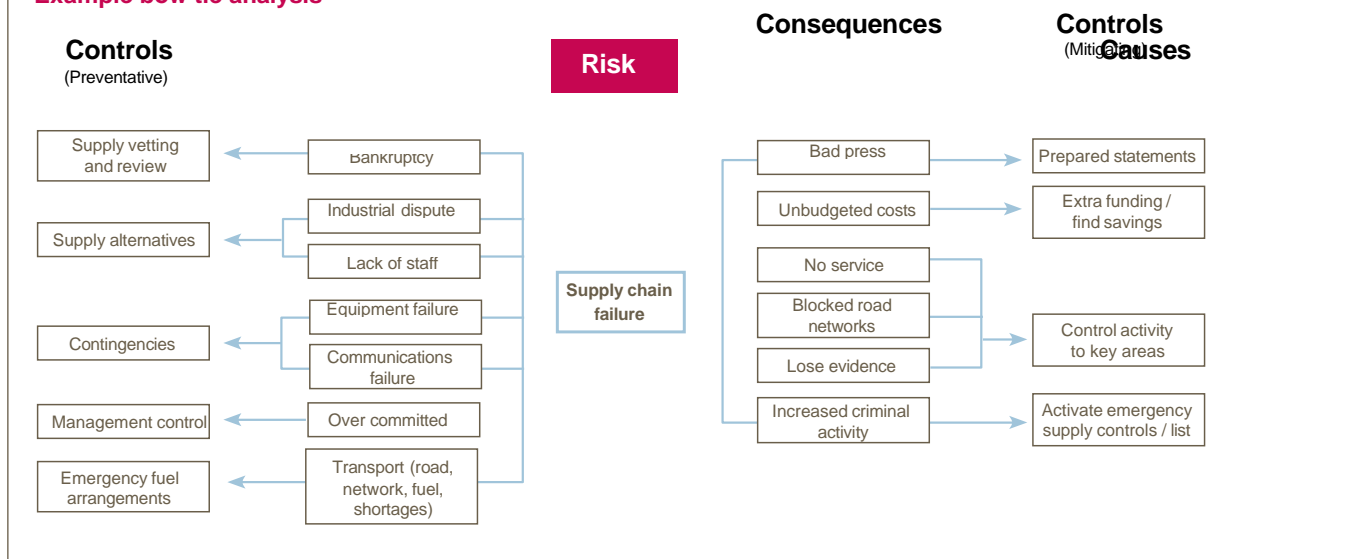 Example bow-tie analysis
Controls
(Preventative)
Risk
Consequences
Controls
(Mitigating)
Causes
Supply vetting
and review
Supply alternatives
Contingencies
Management control
Emergency fuel
arrangements
Bankruptcy
Industrial dispute
Lack of staff
Equipment failure
Communications
failure
Over committed
Transport (road,
network, fuel,
shortages)
Supply chain
failure
Bad press
Unbudgeted costs
No service
Blocked road
networks
Lose evidence
Increased criminal
activity
Prepared statements
Extra funding /
find savings
Control activity
to key areas
Activate emergency
supply controls / list